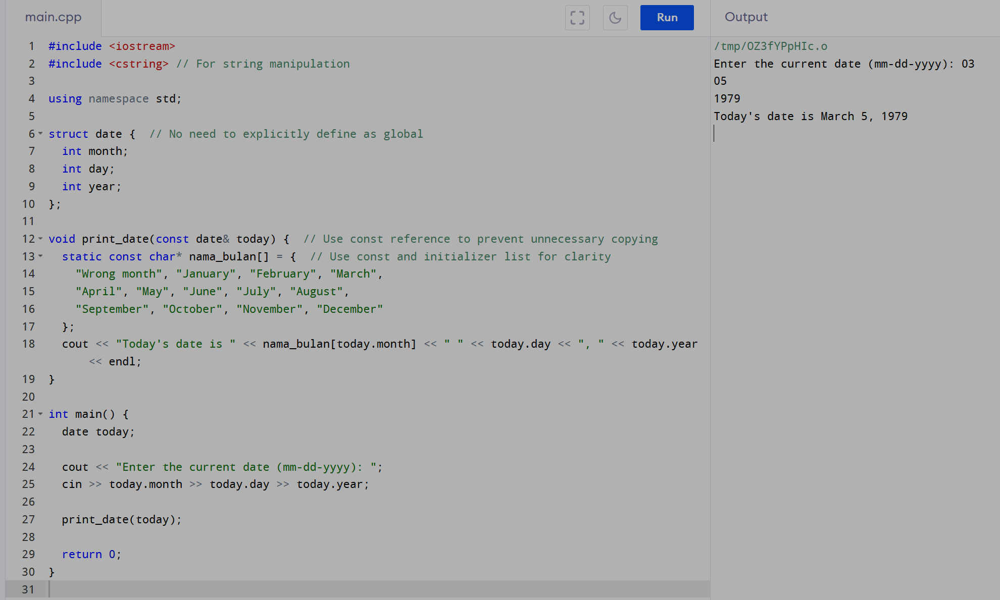 main.cpp
Run
Output
1 #include <iostream>
2 #include <cstring> // For string manipulation
3
4 using namespace std;
5
6 struct date {  // No need to explicitly define as global
7   int month;
8   int day;
9   int year;
10 };
11
12 void print_date(const date& today) {  // Use const reference to prevent unnecessary copying
13   static const char* nama_bulan[] = {  // Use const and initializer list for clarity
14     "Wrong month", "January", "February", "March",
15     "April", "May", "June", "July", "August",
16     "September", "October", "November", "December"
17   };
18   cout << "Today's date is " << nama_bulan[today.month] << " " << today.day << ", " << today.year
<< endl;
19 }
20
21 int main() {
22   date today;
23
24   cout << "Enter the current date (mm-dd-yyyy): ";
25   cin >> today.month >> today.day >> today.year;
26
27   print_date(today);
28
29   return 0;
30 }
31
/tmp/OZ3fYPpHIc.o
Enter the current date (mm-dd-yyyy): 03
05
1979
Today's date is March 5, 1979